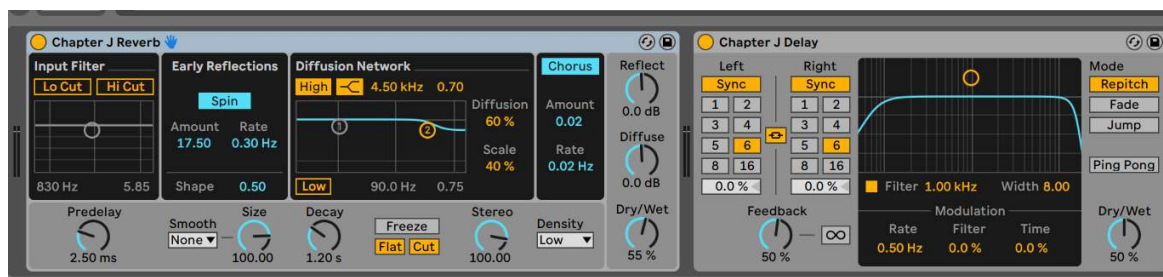 Chapter J Reverb
Input Filter
Lo Cut Hi Cut
830 Hz 5.85
Early Reflections
Spin
Amount Rate
17.50 0.30 Hz
Shape 0.50
Diffusion Network
High 4.50 kHz 0.70
1 2
Diffusion
60 %
Scale
40 %
Low 90.0 Hz 0.75
Chorus
Amount
0.02
Rate
0.02 Hz
Reflect
0.0 dB
Diffuse
0.0 dB
Dry/Wet
55 %
Predelay
2.50 ms
Smooth
None
Size
100.00
Decay
1.20 s
Freeze
Flat Cut
Stereo
100.00
Density
Low
Chapter J Delay
Left Right
Sync Sync
1 2 1 2
3 4 3 4
5 6 5 6
8 16 8 16
0.0 % 0.0 %
Feedback
50 %
Filter 1.00 kHz Width 8.00
Modulation
Rate Filter Time
0.50 Hz 0.0 % 0.0 %
Mode
Repitch
Fade
Jump
Ping Pong
Dry/Wet
50 %